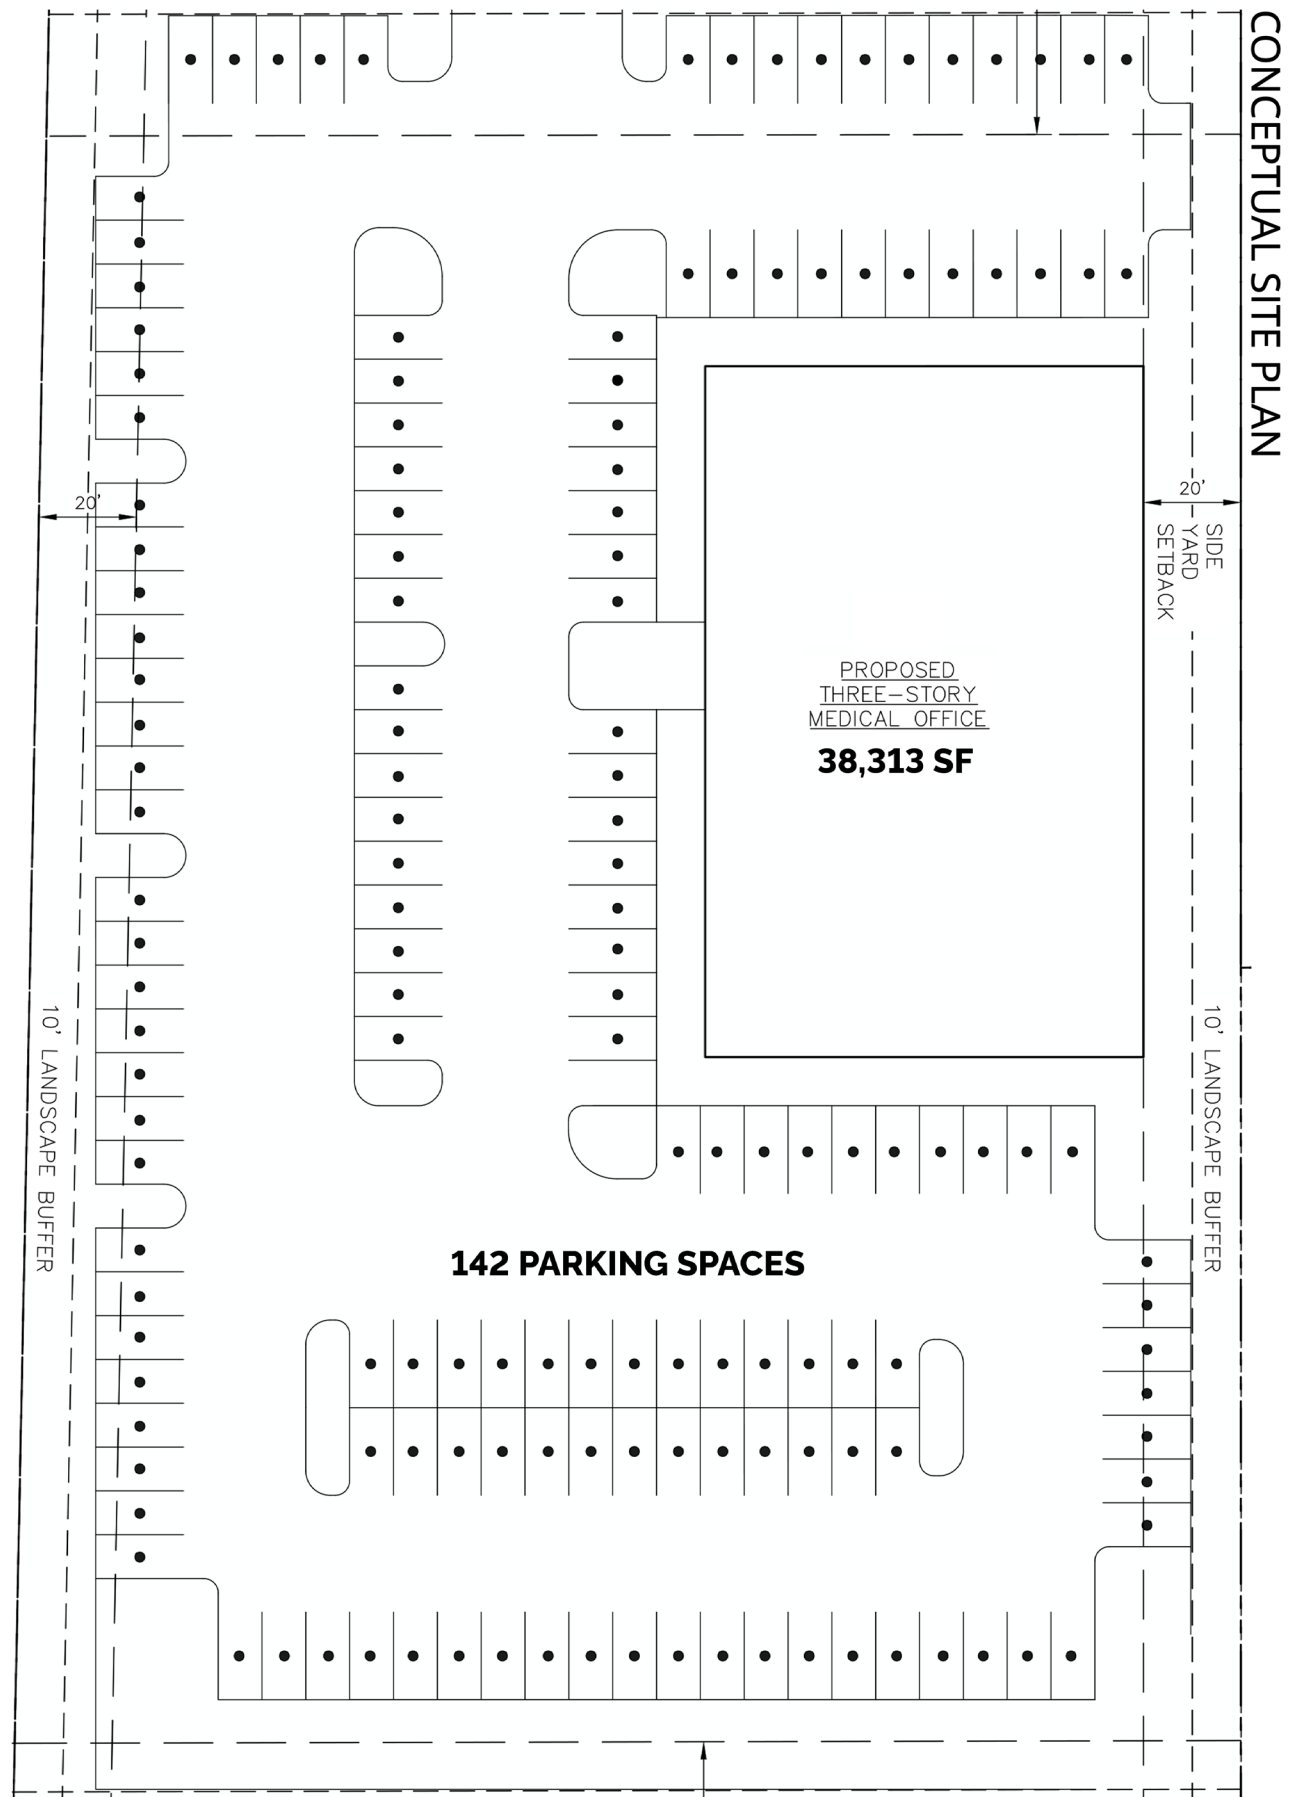 CONCEPTUAL SITE PLAN
20'
20'
SIDE
YARD
SETBACK
PROPOSED
THREE-STORY
MEDICAL OFFICE
38,313 SF
10' LANDSCAPE BUFFER
10' LANDSCAPE BUFFER
142 PARKING SPACES